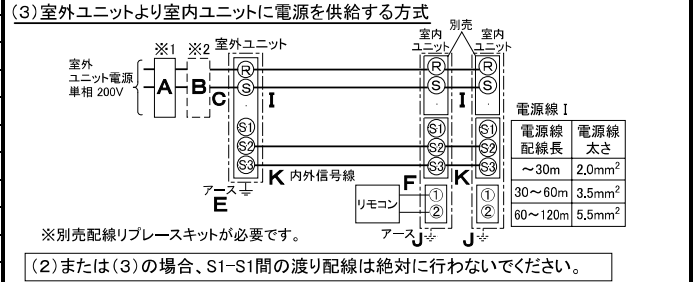 (3)室外ユニットより室内ユニットに電源を供給する方式
別売
※1 ※2 室外ユニット 室内ユニット 室内ユニット
室外
ユニット電源
単相 200V
A B C R S I R S I R S
S1 S1 S1
S2 S2 S2
S3 S3 S3
K 内外信号線 F K
アース
E
リモコン ① ② ① ②
アース J J
※別売配線リプレースキットが必要です。
電源線 I
電源線配線長 電源線太さ
～30m 2.0mm²
30～60m 3.5mm²
60～120m 5.5mm²
(2)または(3)の場合、S1-S1間の渡り配線は絶対に行わないでください。